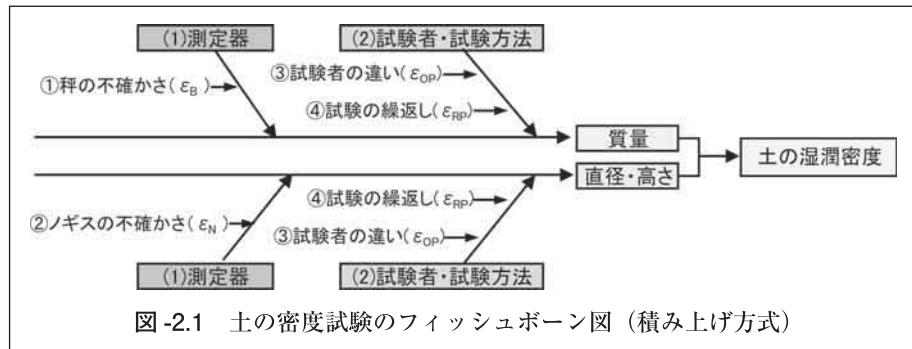 (1)測定器
(2)試験者・試験方法
①秤の不確かさ(εB)
③試験者の違い(εOP)
④試験の繰返し(εRP)
質量
土の湿潤密度
直径・高さ
④試験の繰返し(εRP)
②ノギスの不確かさ(εN)
③試験者の違い(εOP)
(1)測定器
(2)試験者・試験方法
図-2.1 土の密度試験のフィッシュボーン図（積み上げ方式）